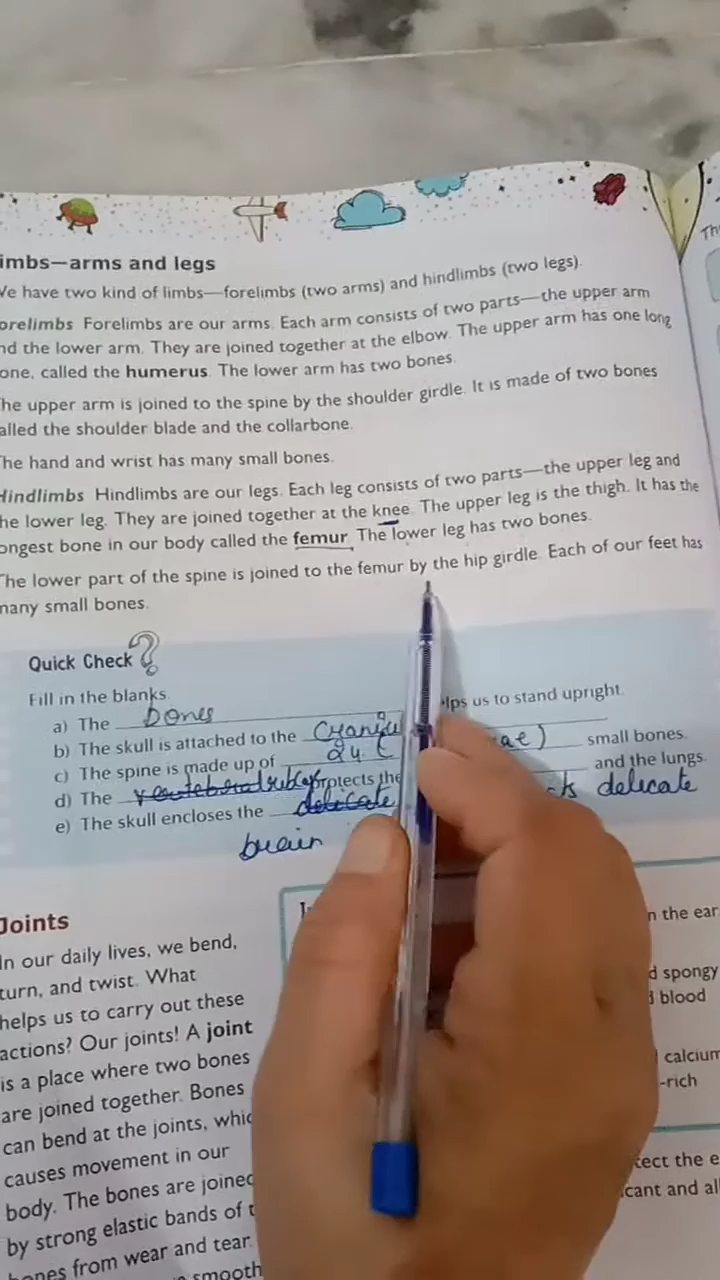 imbs—arms and legs
We have two kind of limbs—forelimbs (two arms) and hindlimbs (two legs).
orelimbs Forelimbs are our arms. Each arm consists of two parts—the upper arm
nd the lower arm. They are joined together at the elbow. The upper arm has one long
one, called the humerus. The lower arm has two bones.
he upper arm is joined to the spine by the shoulder girdle. It is made of two bones
alled the shoulder blade and the collarbone.
he hand and wrist has many small bones.
Hindlimbs Hindlimbs are our legs. Each leg consists of two parts—the upper leg and
he lower leg. They are joined together at the knee. The upper leg is the thigh. It has the
ongest bone in our body called the femur. The lower leg has two bones.
The lower part of the spine is joined to the femur by the hip girdle. Each of our feet has
many small bones.
Quick Check ?
Fill in the blanks.
a) The bones lps us to stand upright.
b) The skull is attached to the
c) The spine is made up of small bones.
d) The protects the and the lungs.
e) The skull encloses the delicate delicate
brain
Joints
In our daily lives, we bend,
turn, and twist. What
helps us to carry out these
actions? Our joints! A joint
is a place where two bones
are joined together. Bones
can bend at the joints, whic
causes movement in our
body. The bones are joined
by strong elastic bands of t
bones from wear and tear.
smooth
Th
n the ear
d spongy
d blood
calcium
-rich
tect the e
cant and al